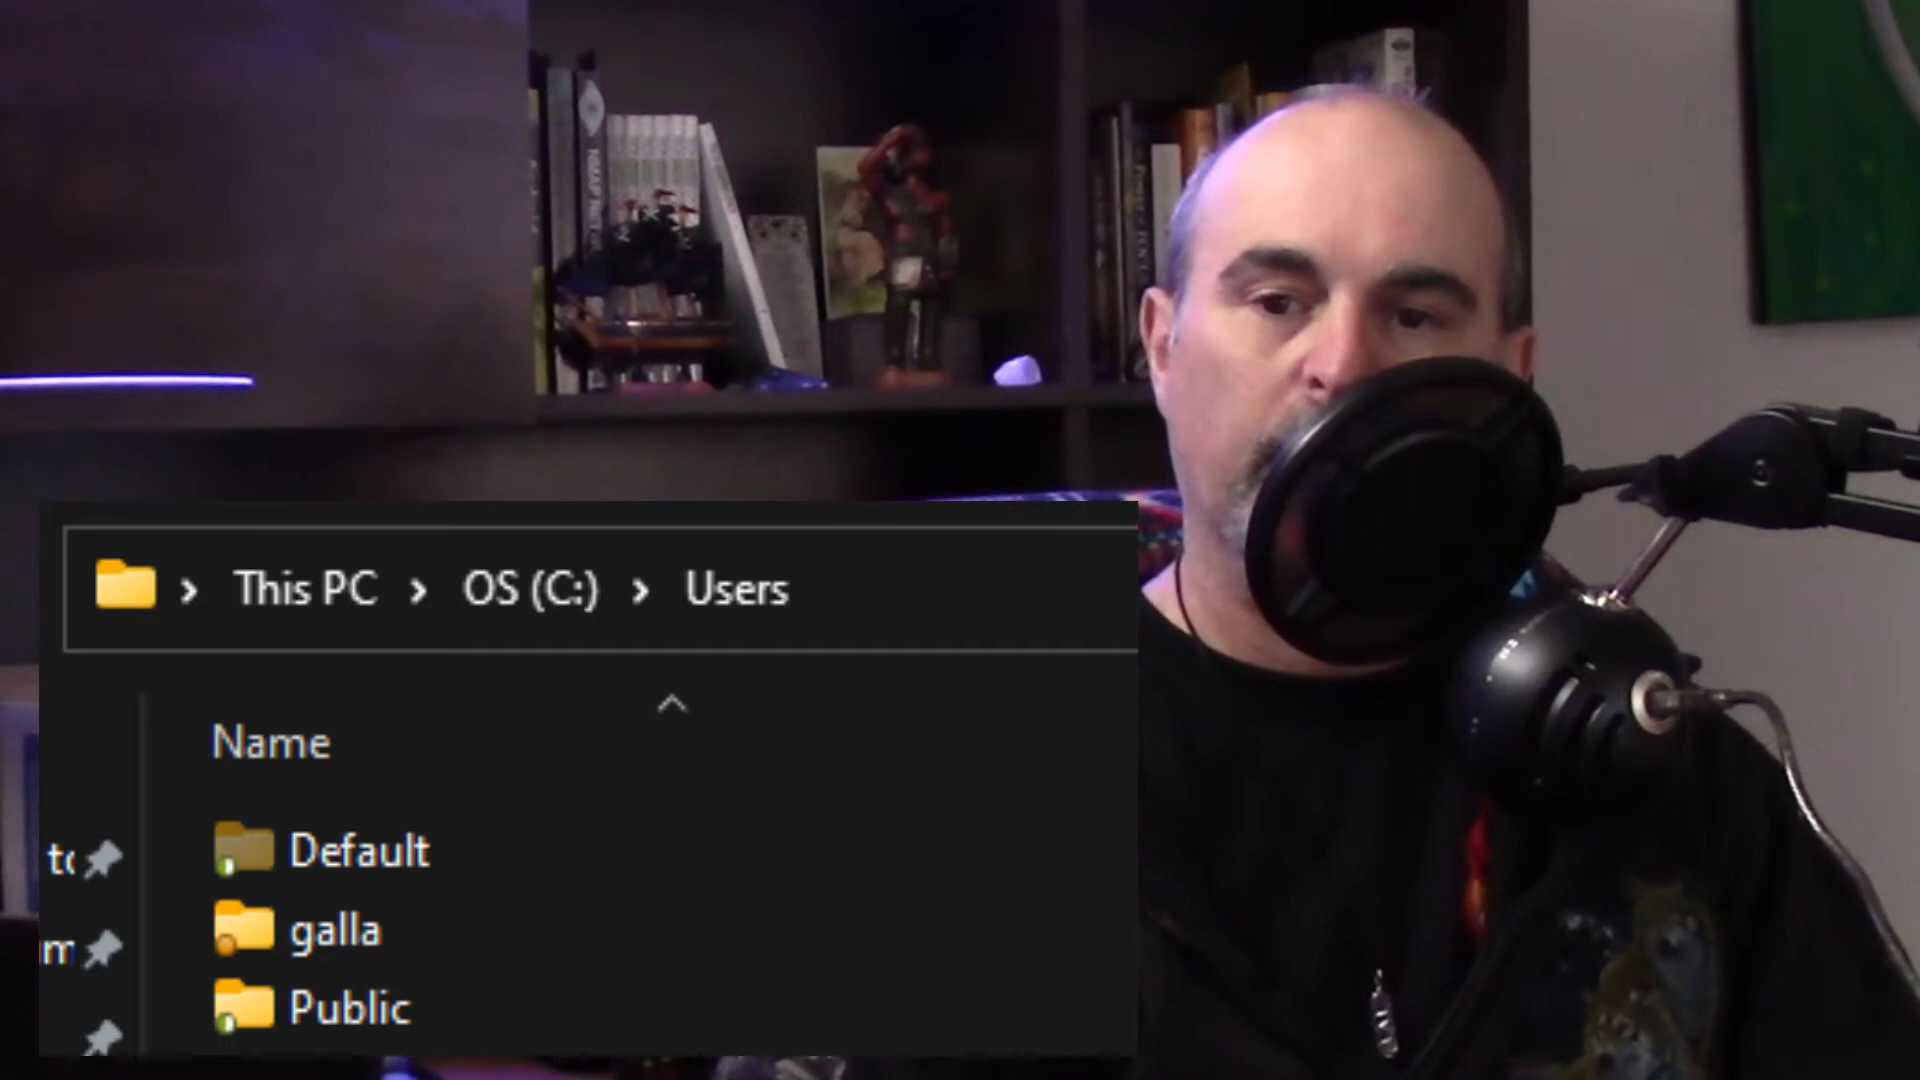 This PC > OS (C:) > Users
Name
Default
galla
Public